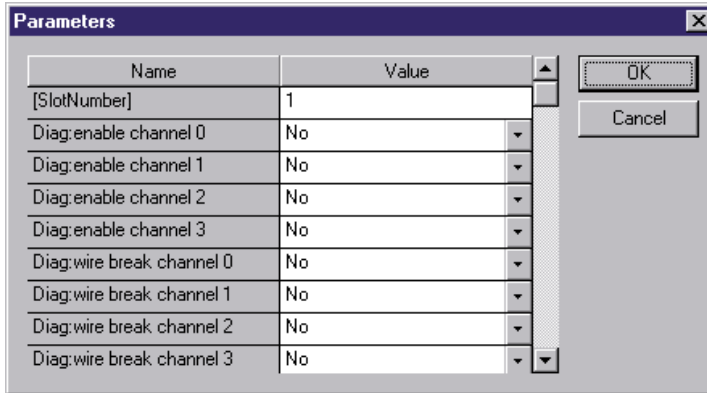 Parameters
Name Value
[SlotNumber] 1
Diag:enable channel 0 No
Diag:enable channel 1 No
Diag:enable channel 2 No
Diag:enable channel 3 No
Diag:wire break channel 0 No
Diag:wire break channel 1 No
Diag:wire break channel 2 No
Diag:wire break channel 3 No
OK
Cancel